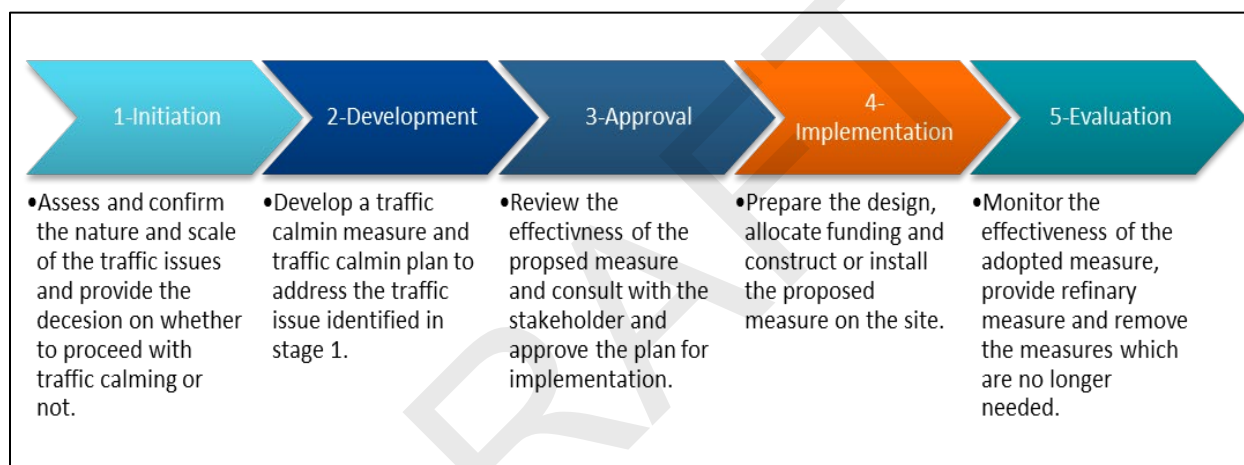 1-Initiation
2-Development
3-Approval
4-
Implementation
5-Evaluation
•Assess and confirm
the nature and scale
of the traffic issues
and provide the
decesion on whether
to proceed with
traffic calming or
not.
•Develop a traffic
calmin measure and
traffic calmin plan to
address the traffic
issue identified in
stage 1.
•Review the
effectivness of the
propsed measure
and consult with the
stakeholder and
approve the plan for
implementation.
•Prepare the design,
allocate funding and
construct or install
the proposed
measure on the site.
•Monitor the
effectiveness of the
adopted measure,
provide refinary
measure and remove
the measures which
are no longer
needed.